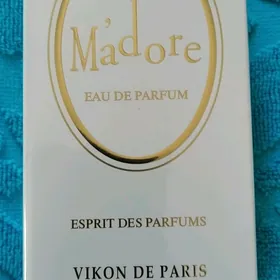 M'adore
EAU DE PARFUM
ESPRIT DES PARFUMS
VIKON DE PARIS